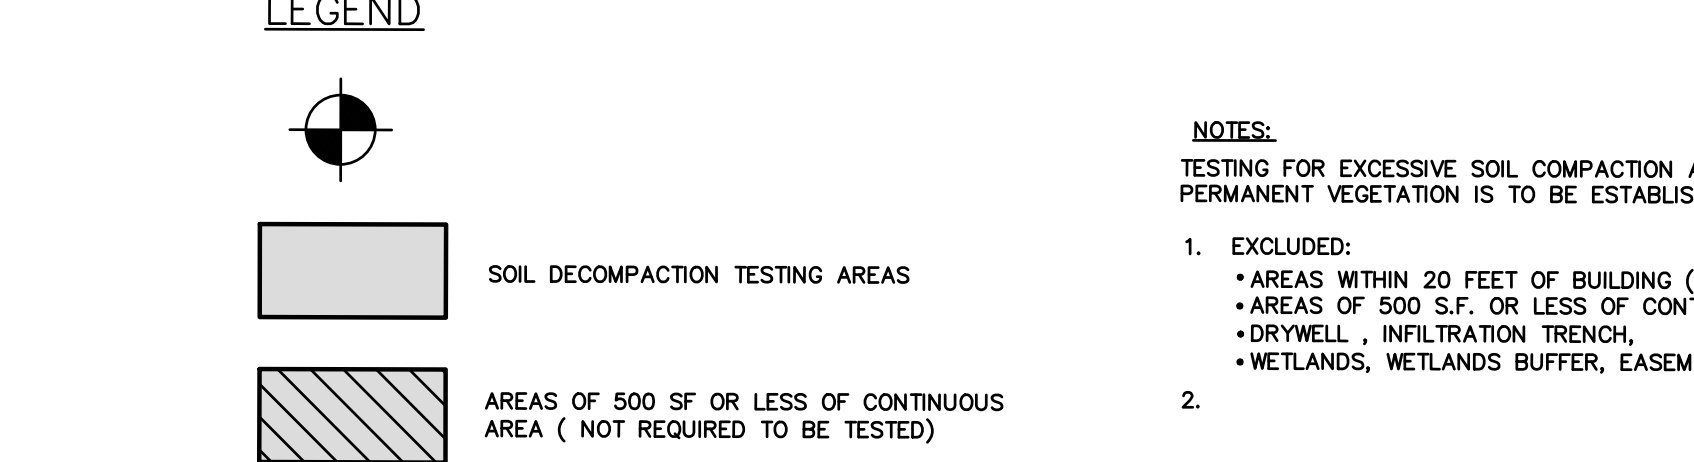 LEGEND
SOIL DECOMPACTION TESTING AREAS
AREAS OF 500 SF OR LESS OF CONTINUOUS
AREA ( NOT REQUIRED TO BE TESTED)
NOTES:
TESTING FOR EXCESSIVE SOIL COMPACTION
PERMANENT VEGETATION IS TO BE
1. EXCLUDED:
• AREAS WITHIN 20 FEET OF BUILDING (
• AREAS OF 500 S.F. OR LESS OF
• DRYWELL , INFILTRATION TRENCH,
• WETLANDS, WETLANDS BUFFER,
2.